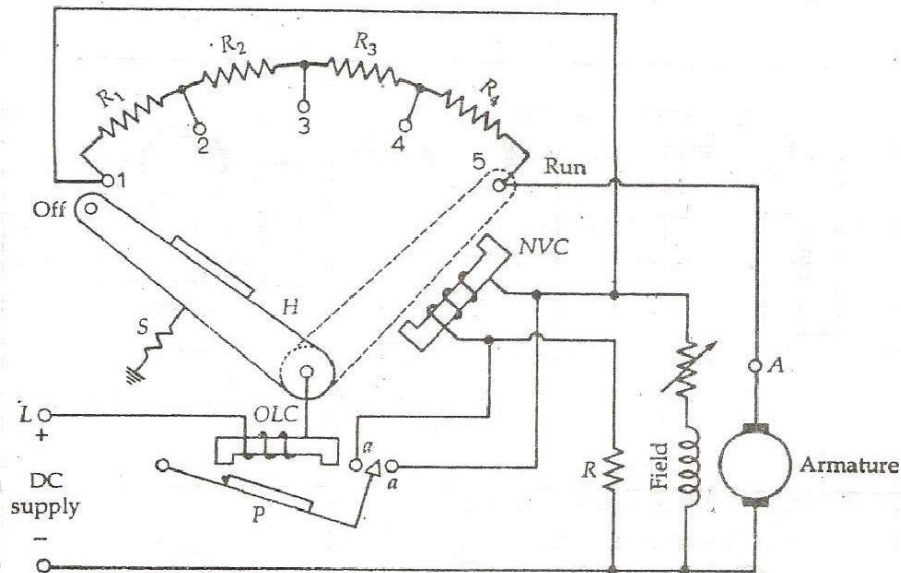 R1
R2
R3
R4
1
2
3
4
5
Run
Off
NVC
H
S
A
L
OLC
+
a
a
DC
supply
P
R
Field
Armature
−